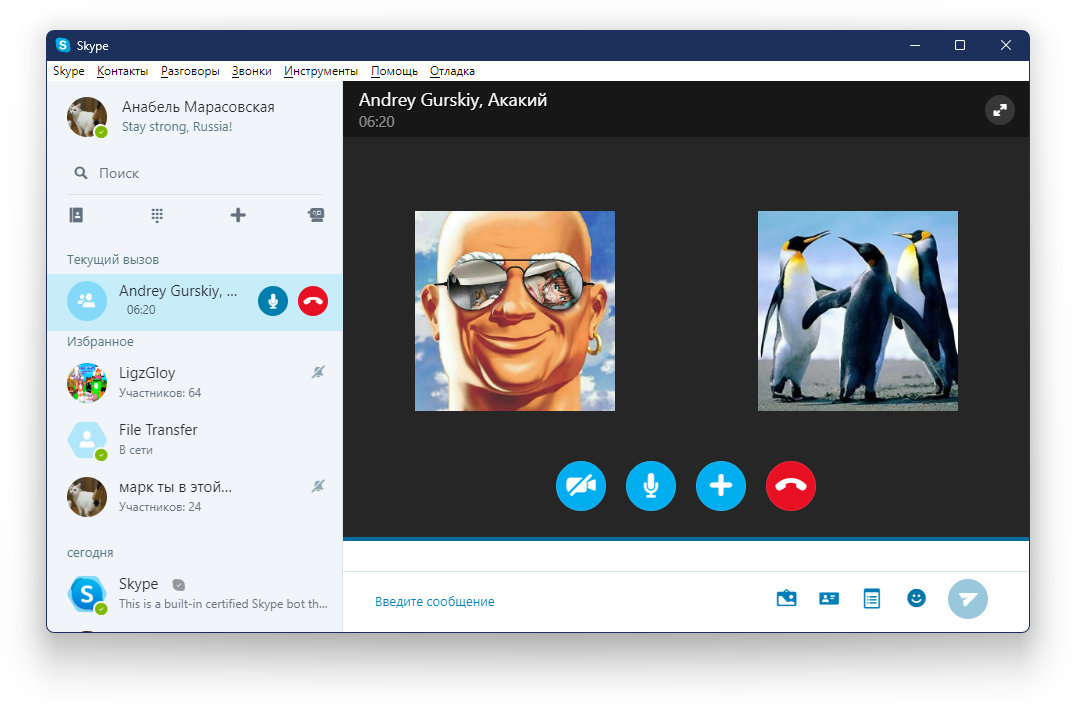 Skype
Skype Контакты Разговоры Звонки Инструменты Помощь Отладка
Анабель Марасовская
Stay strong, Russia!
Поиск
Текущий вызов
Andrey Gurskiy, ...
06:20
Избранное
LigzGloy
Участников: 64
File Transfer
В сети
марк ты в этой...
Участников: 24
сегодня
Skype
This is a built-in certified Skype bot th...
Andrey Gurskiy, Акакий
06:20
Введите сообщение